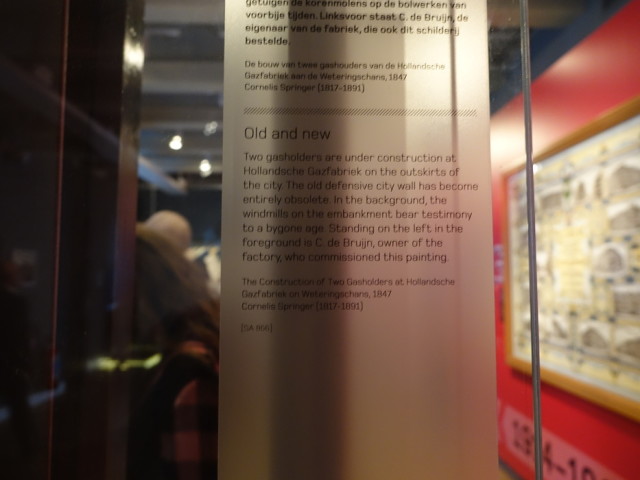 getuigen de korenmolens op de bolwerken van
voorbije tijden. Linksvoor staat C. de Bruijn, de
eigenaar van de fabriek, die ook dit schilderij
bestelde.
De bouw van twee gashouders van de Hollandsche
Gazfabriek aan de Weteringschans, 1847
Cornelis Springer (1817-1891)
Old and new
Two gasholders are under construction at
Hollandsche Gazfabriek on the outskirts of
the city. The old defensive city wall has become
entirely obsolete. In the background, the
windmills on the embankment bear testimony
to a bygone age. Standing on the left in the
foreground is C. de Bruijn, owner of the
factory, who commissioned this painting.
The Construction of Two Gasholders at Hollandsche
Gazfabriek on Weteringschans, 1847
Cornelis Springer (1817-1891)